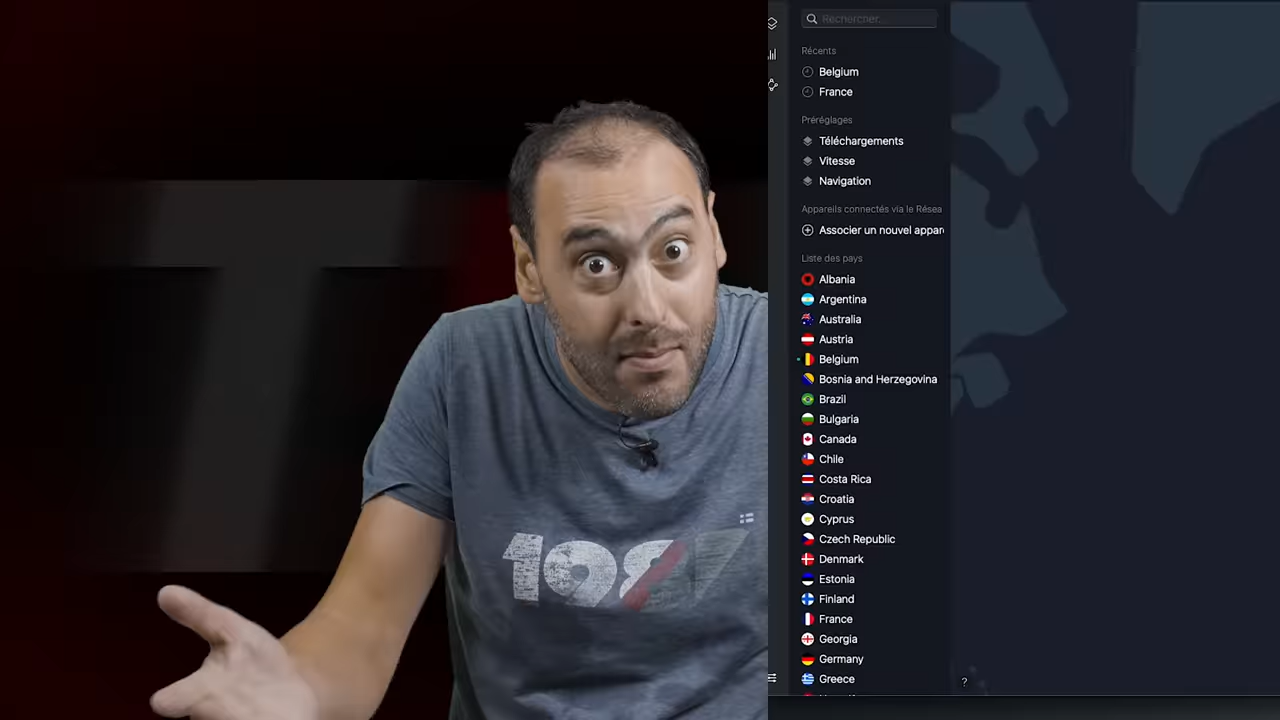 T
1987
Rechercher...
Récents
Belgium
France
Préréglages
Téléchargements
Vitesse
Navigation
Appareils connectés via le Résea
Associer un nouvel appar
Liste des pays
Albania
Argentina
Australia
Austria
Belgium
Bosnia and Herzegovina
Brazil
Bulgaria
Canada
Chile
Costa Rica
Croatia
Cyprus
Czech Republic
Denmark
Estonia
Finland
France
Georgia
Germany
Greece
?